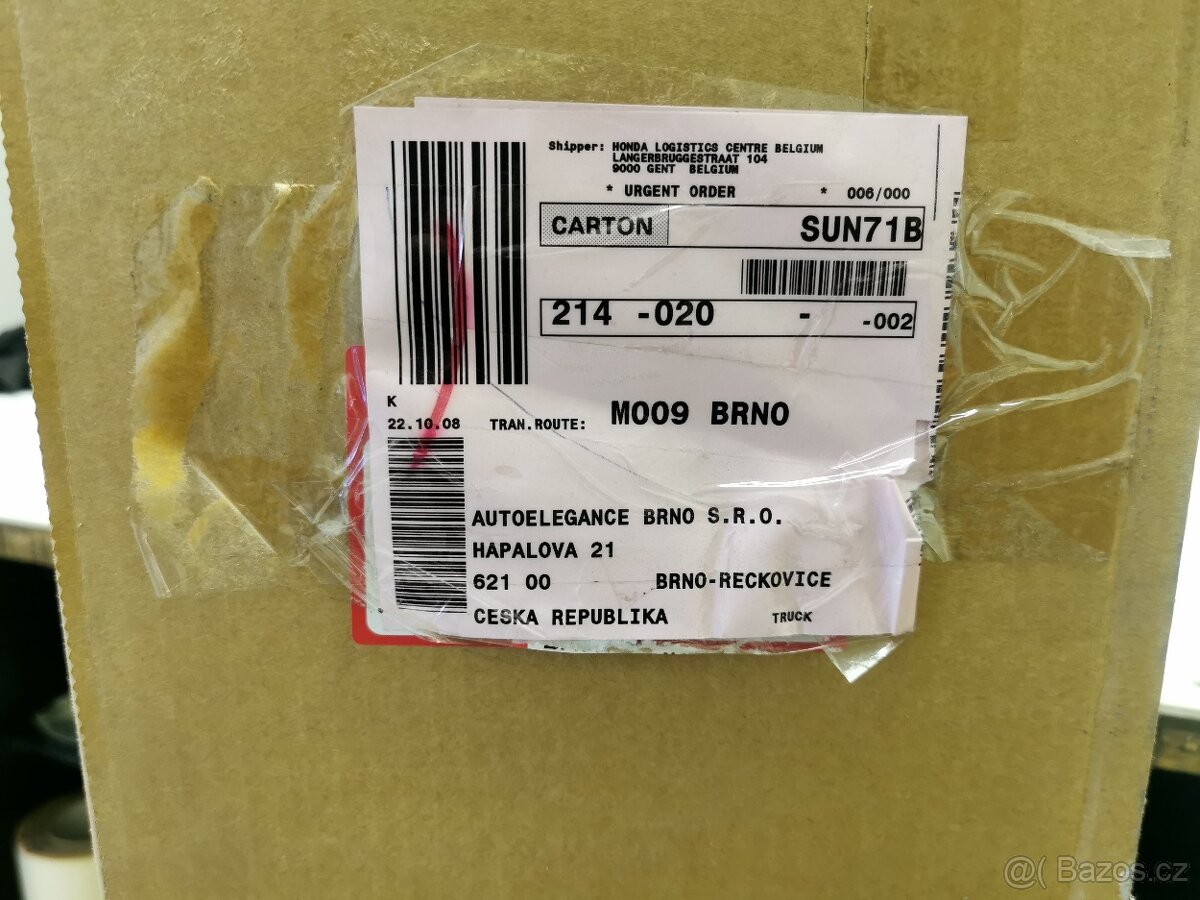 Shipper: HONDA LOGISTICS CENTRE BELGIUM
LANGERBRUGGESTRAAT 104
9000 GENT BELGIUM
* URGENT ORDER * 006/000
CARTON SUN71B
214 -020 - -002
K
22.10.08 TRAN.ROUTE: M009 BRNO
AUTOELEGANCE BRNO S.R.O.
HAPALOVA 21
621 00 BRNO-RECKOVICE
CESKA REPUBLIKA TRUCK
@( Bazos.cz